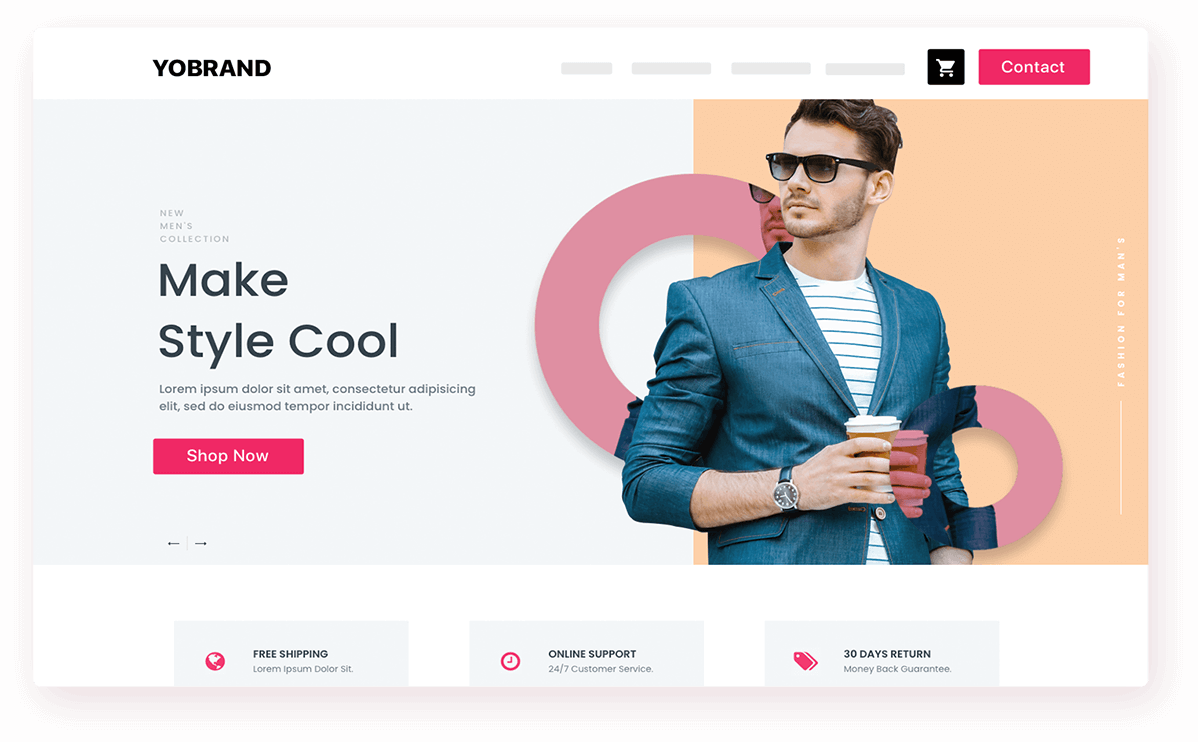 YOBRAND
Contact
NEW
MEN'S
COLLECTION
Make
Style Cool
Lorem ipsum dolor sit amet, consectetur adipisicing
elit, sed do eiusmod tempor incididunt ut.
Shop Now
FASHION FOR MAN'S
FREE SHIPPING
Lorem Ipsum Dolor Sit.
ONLINE SUPPORT
24/7 Customer Service.
30 DAYS RETURN
Money Back Guarantee.